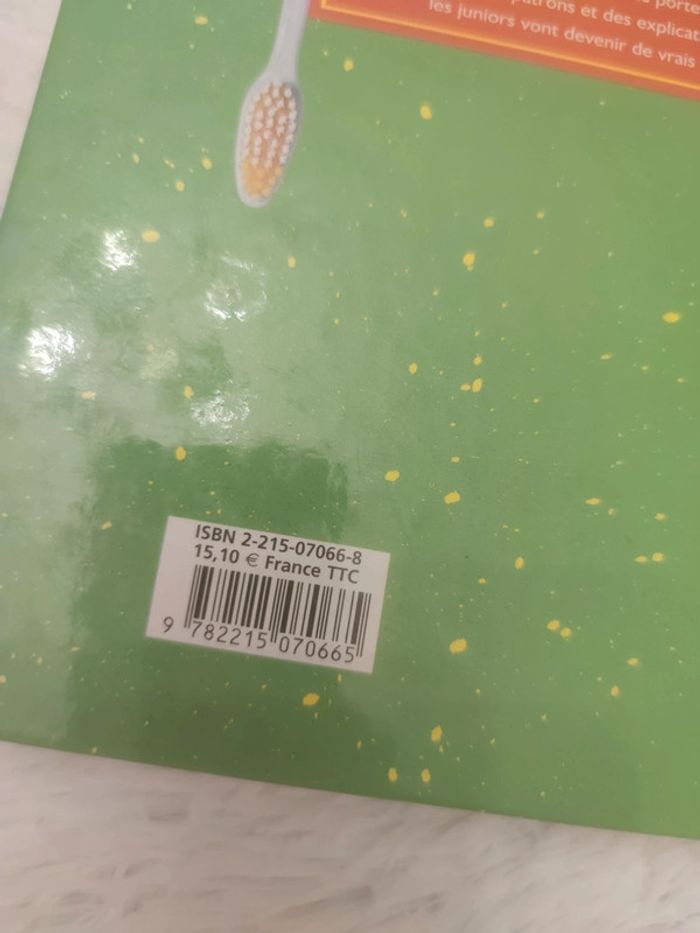 porte
patrons et des explicat
les juniors vont devenir de vrais
ISBN 2-215-07066-8
15,10 € France TTC
9 782215 070665